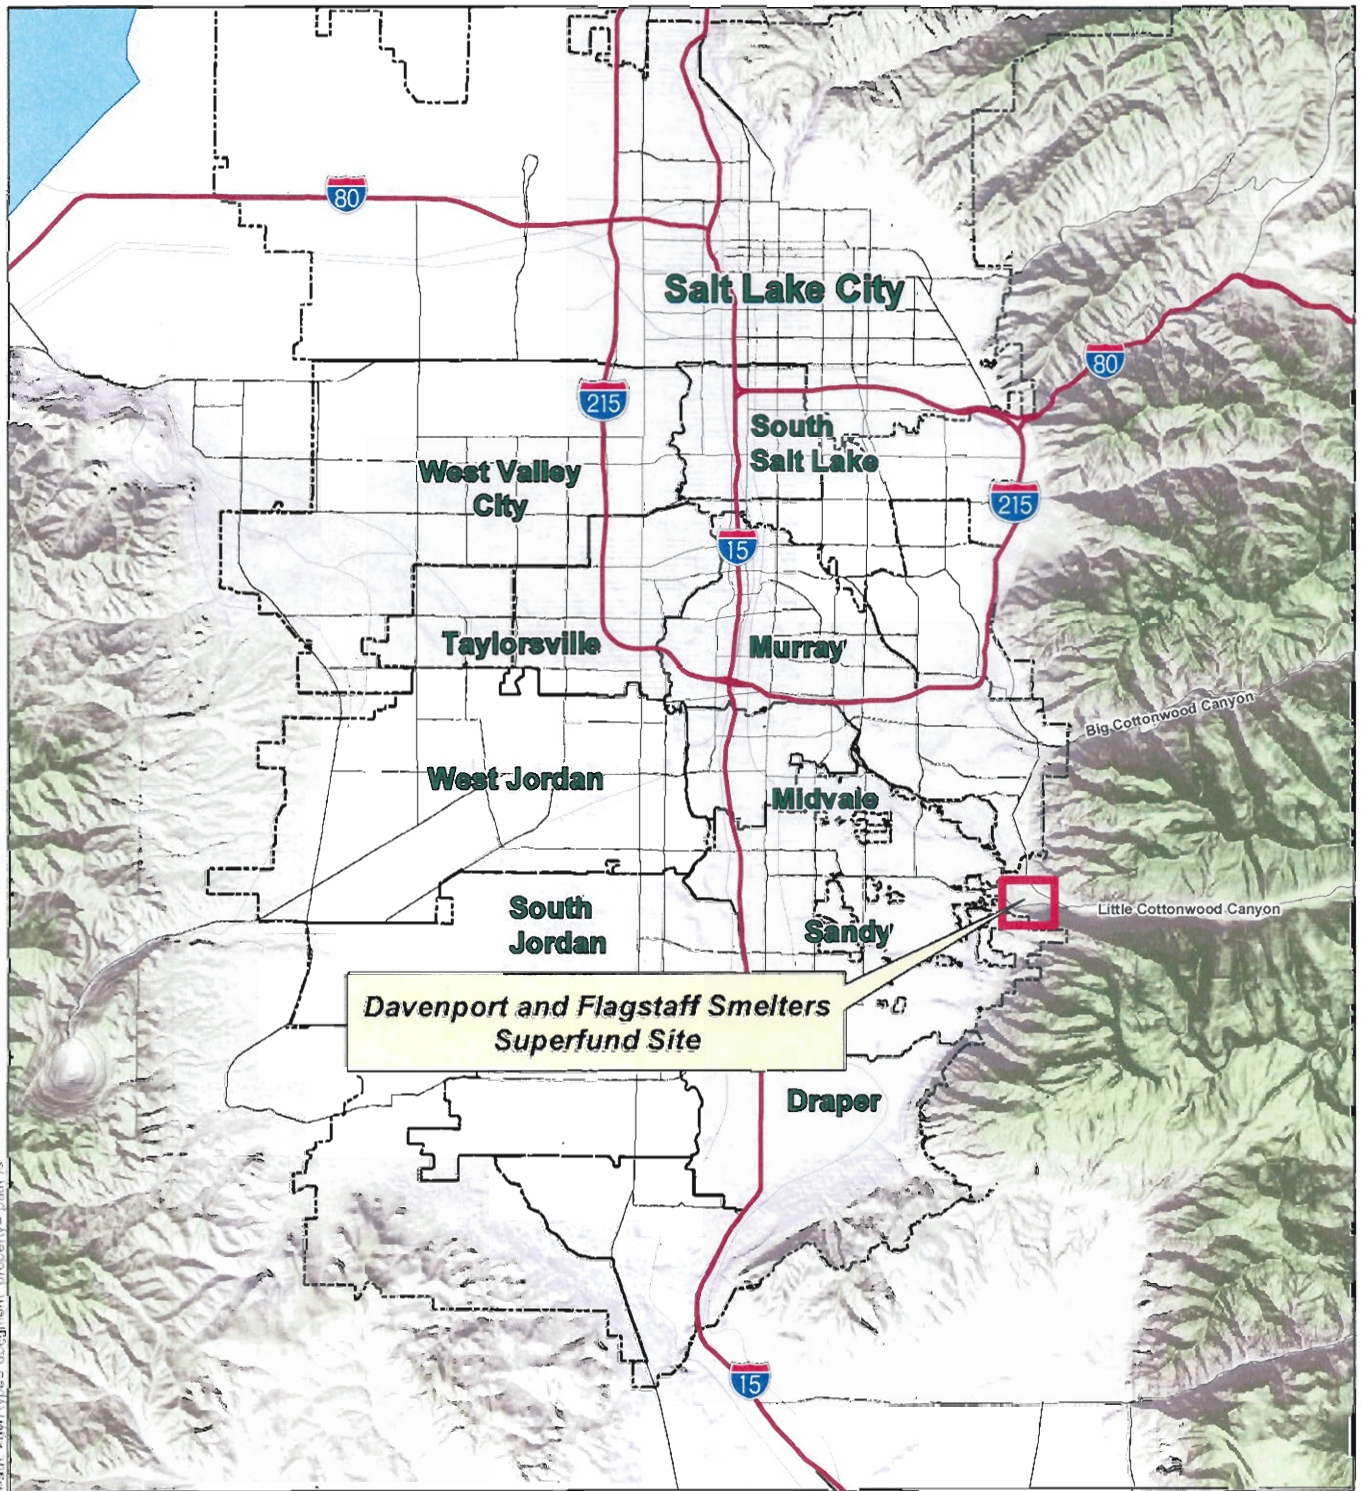 80
Salt Lake City
80
215
South
Salt Lake
West Valley
City
215
15
Taylorsville
Murray
Big Cottonwood Canyon
West Jordan
Midvale
South
Jordan
Sandy
Little Cottonwood Canyon
Davenport and Flagstaff Smelters
Superfund Site
Draper
15